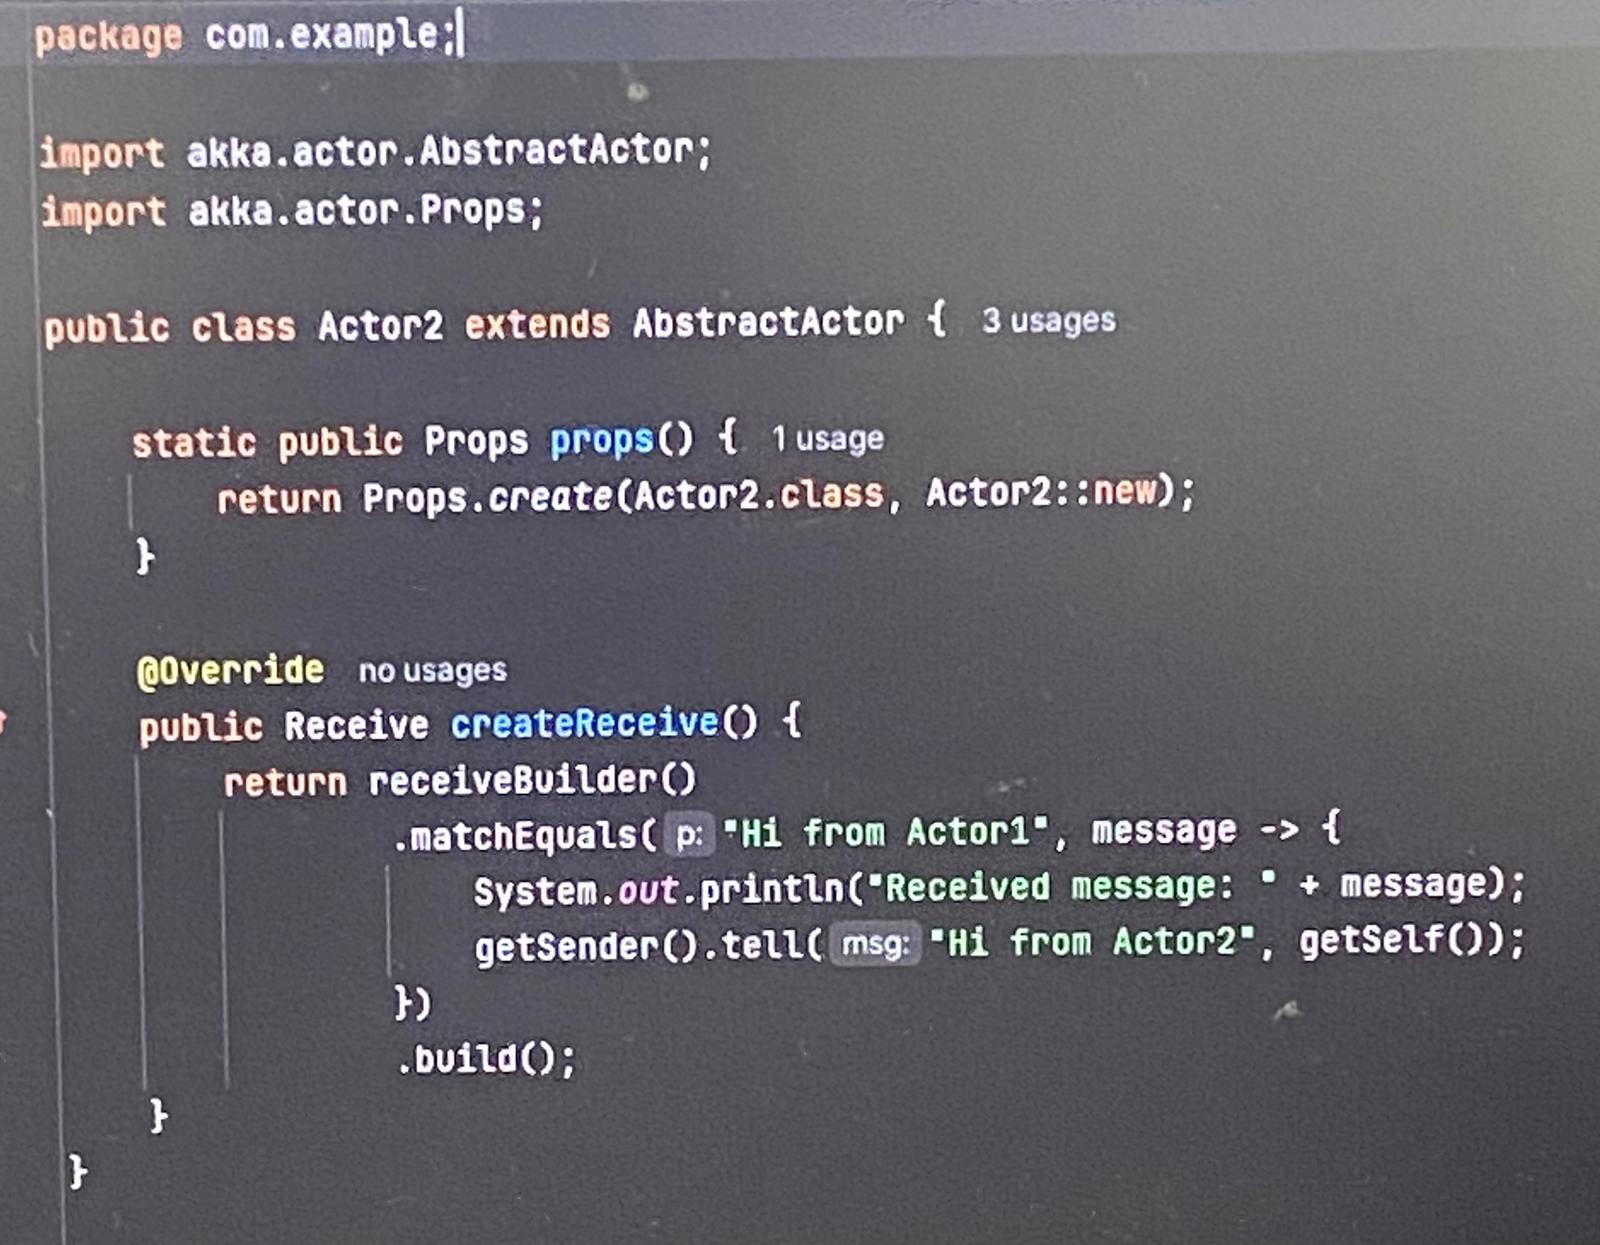 package com.example;
import akka.actor.AbstractActor;
import akka.actor.Props;
public class Actor2 extends AbstractActor { 3 usages
static public Props props() { 1 usage
return Props.create(Actor2.class, Actor2::new);
}
@Override no usages
public Receive createReceive() {
return receiveBuilder()
.matchEquals( p: "Hi from Actor1", message -> {
System.out.println("Received message: " + message);
getSender().tell( msg: "Hi from Actor2", getSelf());
})
.build();
}
}